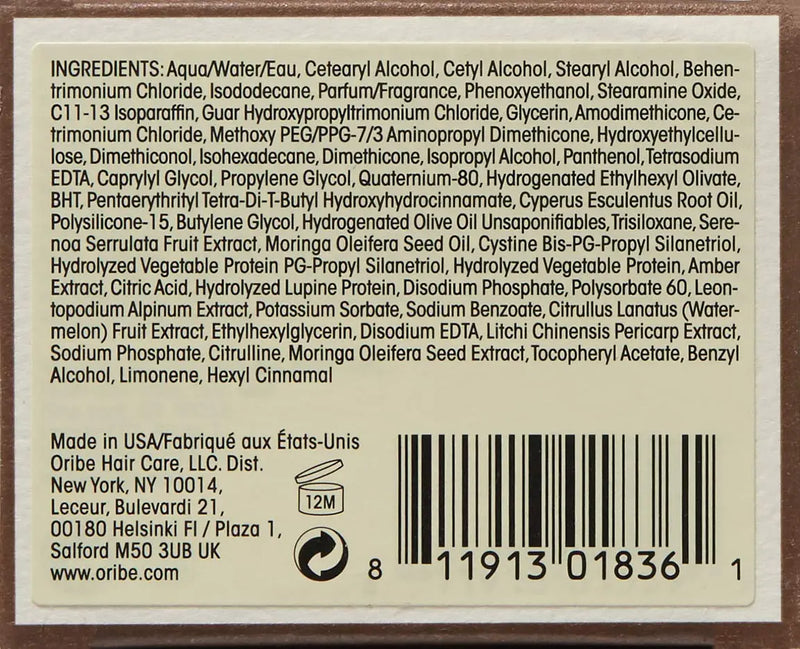 INGREDIENTS: Aqua/Water/Eau, Cetearyl Alcohol, Cetyl Alcohol, Stearyl Alcohol, Behen-
trimonium Chloride, Isododecane, Parfum/Fragrance, Phenoxyethanol, Stearamine Oxide,
C11-13 Isoparaffin, Guar Hydroxypropyltrimonium Chloride, Glycerin, Amodimethicone, Ce-
trimonium Chloride, Methoxy PEG/PPG-7/3 Aminopropyl Dimethicone, Hydroxyethylcellu-
lose, Dimethiconol, Isohexadecane, Dimethicone, Isopropyl Alcohol, Panthenol, Tetrasodium
EDTA, Caprylyl Glycol, Propylene Glycol, Quaternium-80, Hydrogenated Ethylhexyl Olivate,
BHT, Pentaerythrityl Tetra-Di-T-Butyl Hydroxyhydrocinnamate, Cyperus Esculentus Root Oil,
Polysilicone-15, Butylene Glycol, Hydrogenated Olive Oil Unsaponifiables, Trisiloxane, Sere-
noa Serrulata Fruit Extract, Moringa Oleifera Seed Oil, Cystine Bis-PG-Propyl Silanetriol,
Hydrolyzed Vegetable Protein PG-Propyl Silanetriol, Hydrolyzed Vegetable Protein, Amber
Extract, Citric Acid, Hydrolyzed Lupine Protein, Disodium Phosphate, Polysorbate 60, Leon-
topodium Alpinum Extract, Potassium Sorbate, Sodium Benzoate, Citrullus Lanatus (Water-
melon) Fruit Extract, Ethylhexylglycerin, Disodium EDTA, Litchi Chinensis Pericarp Extract,
Sodium Phosphate, Citrulline, Moringa Oleifera Seed Extract, Tocopheryl Acetate, Benzyl
Alcohol, Limonene, Hexyl Cinnamal
Made in USA/Fabriqué aux États-Unis
Oribe Hair Care, LLC. Dist.
New York, NY 10014,
Leceur, Bulevardi 21,
00180 Helsinki FI / Plaza 1,
Salford M50 3UB UK
www.oribe.com
12M
8 11913 01836 1